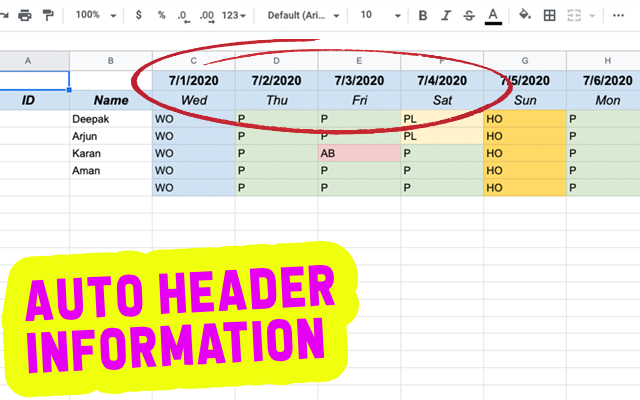 100% $ % .0 .00 123 Default (Ari... 10 B I S A
A B C D E F G H
7/1/2020 7/2/2020 7/3/2020 7/4/2020 7/5/2020 7/6/2020
ID Name Wed Thu Fri Sat Sun Mon
Deepak WO P P PL HO P
Arjun WO P P PL HO P
Karan WO P AB P HO P
Aman WO P P P HO P
WO P P P HO P
AUTO HEADER
INFORMATION